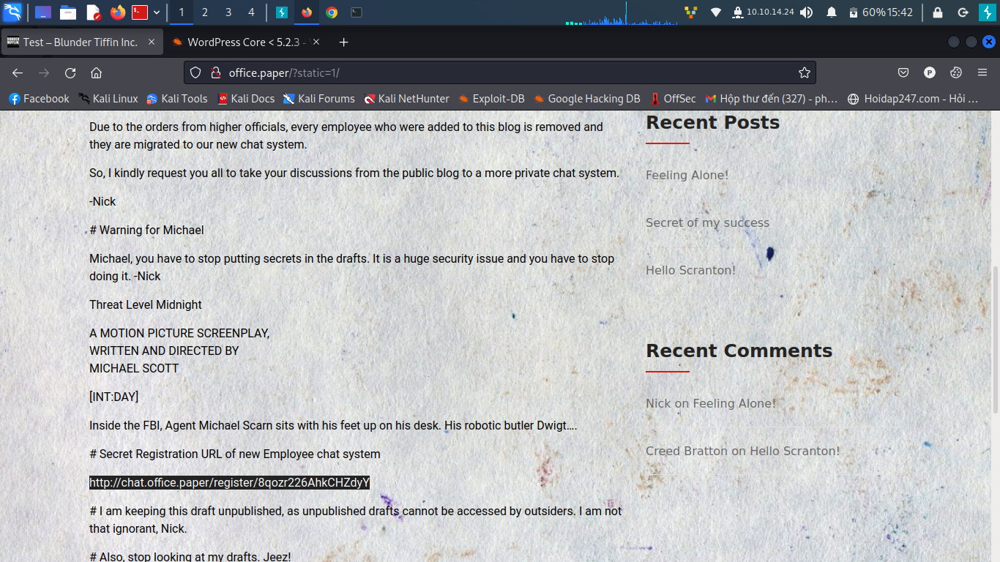 1 2 3 4 10.10.14.24 60% 15:42
Test – Blunder Tiffin Inc. WordPress Core < 5.2.3 -
office.paper/?static=1/
Facebook Kali Linux Kali Tools Kali Docs Kali Forums Kali NetHunter Exploit-DB Google Hacking DB OffSec Hộp thư đến (327) - ph… Hoidap247.com - Hỏi …
Due to the orders from higher officials, every employee who were added to this blog is removed and
they are migrated to our new chat system.
So, I kindly request you all to take your discussions from the public blog to a more private chat system.
-Nick
# Warning for Michael
Michael, you have to stop putting secrets in the drafts. It is a huge security issue and you have to stop
doing it. -Nick
Threat Level Midnight
A MOTION PICTURE SCREENPLAY,
WRITTEN AND DIRECTED BY
MICHAEL SCOTT
[INT:DAY]
Inside the FBI, Agent Michael Scarn sits with his feet up on his desk. His robotic butler Dwigt….
# Secret Registration URL of new Employee chat system
http://chat.office.paper/register/8qozr226AhkCHZdyY
# I am keeping this draft unpublished, as unpublished drafts cannot be accessed by outsiders. I am not
that ignorant, Nick.
# Also, stop looking at my drafts. Jeez!
Recent Posts
Feeling Alone!
Secret of my success
Hello Scranton!
Recent Comments
Nick on Feeling Alone!
Creed Bratton on Hello Scranton!